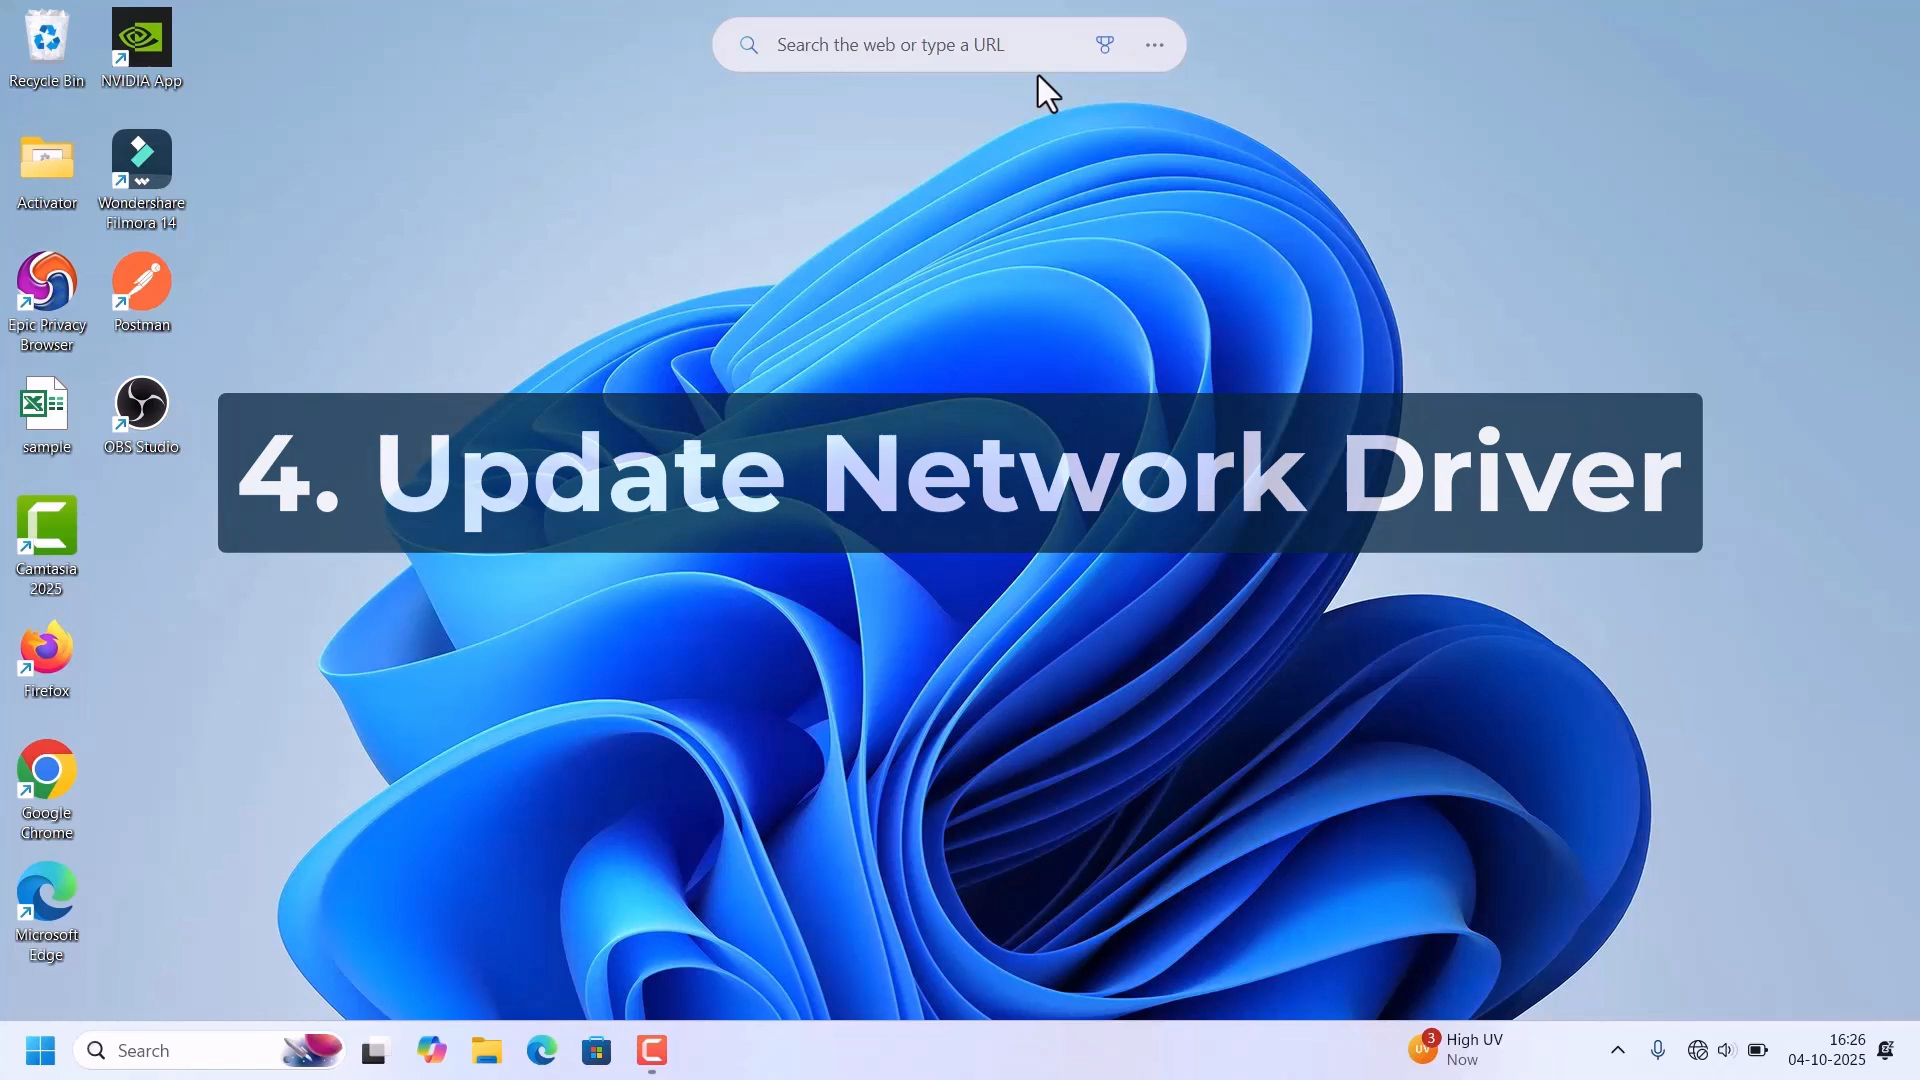 Search the web or type a URL
Recycle Bin
NVIDIA App
Activator
Wondershare
Filmora 14
Epic Privacy
Browser
Postman
sample
OBS Studio
4. Update Network Driver
Camtasia
2025
Firefox
Google
Chrome
Microsoft
Edge
Search
UV
3
High UV
Now
16:26
04-10-2025